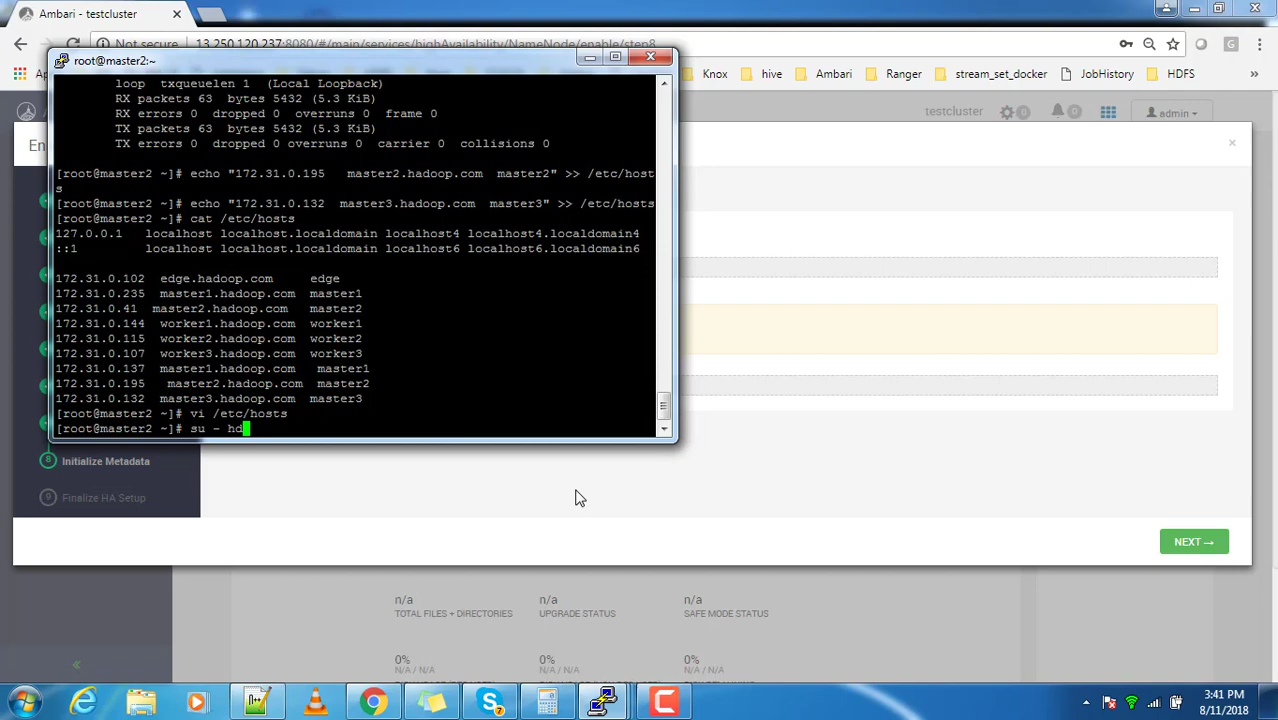 Ambari - testcluster
Not secure 13.250.120.237:8080/#/main/services/highAvailability/NameNode/enable/step8
Knox hive Ambari Ranger stream_set_docker JobHistory HDFS »
root@master2:~
loop txqueuelen 1 (Local Loopback)
RX packets 63 bytes 5432 (5.3 KiB)
RX errors 0 dropped 0 overruns 0 frame 0
TX packets 63 bytes 5432 (5.3 KiB)
TX errors 0 dropped 0 overruns 0 carrier 0 collisions 0
[root@master2 ~]# echo "172.31.0.195 master2.hadoop.com master2" >> /etc/host
s
[root@master2 ~]# echo "172.31.0.132 master3.hadoop.com master3" >> /etc/hosts
[root@master2 ~]# cat /etc/hosts
127.0.0.1 localhost localhost.localdomain localhost4 localhost4.localdomain4
::1 localhost localhost.localdomain localhost6 localhost6.localdomain6
172.31.0.102 edge.hadoop.com edge
172.31.0.235 master1.hadoop.com master1
172.31.0.41 master2.hadoop.com master2
172.31.0.144 worker1.hadoop.com worker1
172.31.0.115 worker2.hadoop.com worker2
172.31.0.107 worker3.hadoop.com worker3
172.31.0.137 master1.hadoop.com master1
172.31.0.195 master2.hadoop.com master2
172.31.0.132 master3.hadoop.com master3
[root@master2 ~]# vi /etc/hosts
[root@master2 ~]# su - hd
testcluster 0 0 admin
8 Initialize Metadata
9 Finalize HA Setup
NEXT →
n/a n/a n/a
TOTAL FILES + DIRECTORIES UPGRADE STATUS SAFE MODE STATUS
0% 0% 0%
N/A / N/A N/A / N/A N/A / N/A
«
3:41 PM
8/11/2018